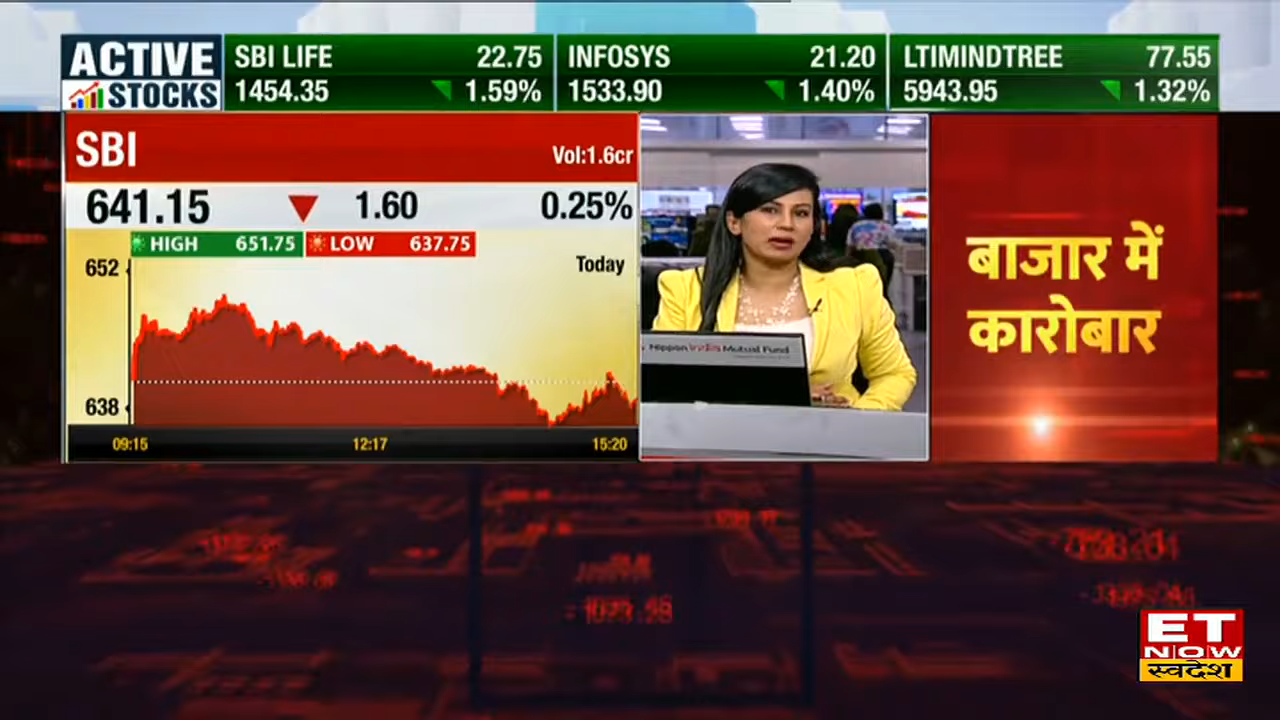 ACTIVE STOCKS
SBI LIFE 22.75
1454.35 1.59%
INFOSYS 21.20
1533.90 1.40%
LTIMINDTREE 77.55
5943.95 1.32%
SBI
Vol:1.6cr
641.15 1.60 0.25%
HIGH 651.75 LOW 637.75
Today
652
638
09:15 12:17 15:20
Nippon India Mutual Fund
बाजार में
कारोबार
ET
NOW
स्वदेश